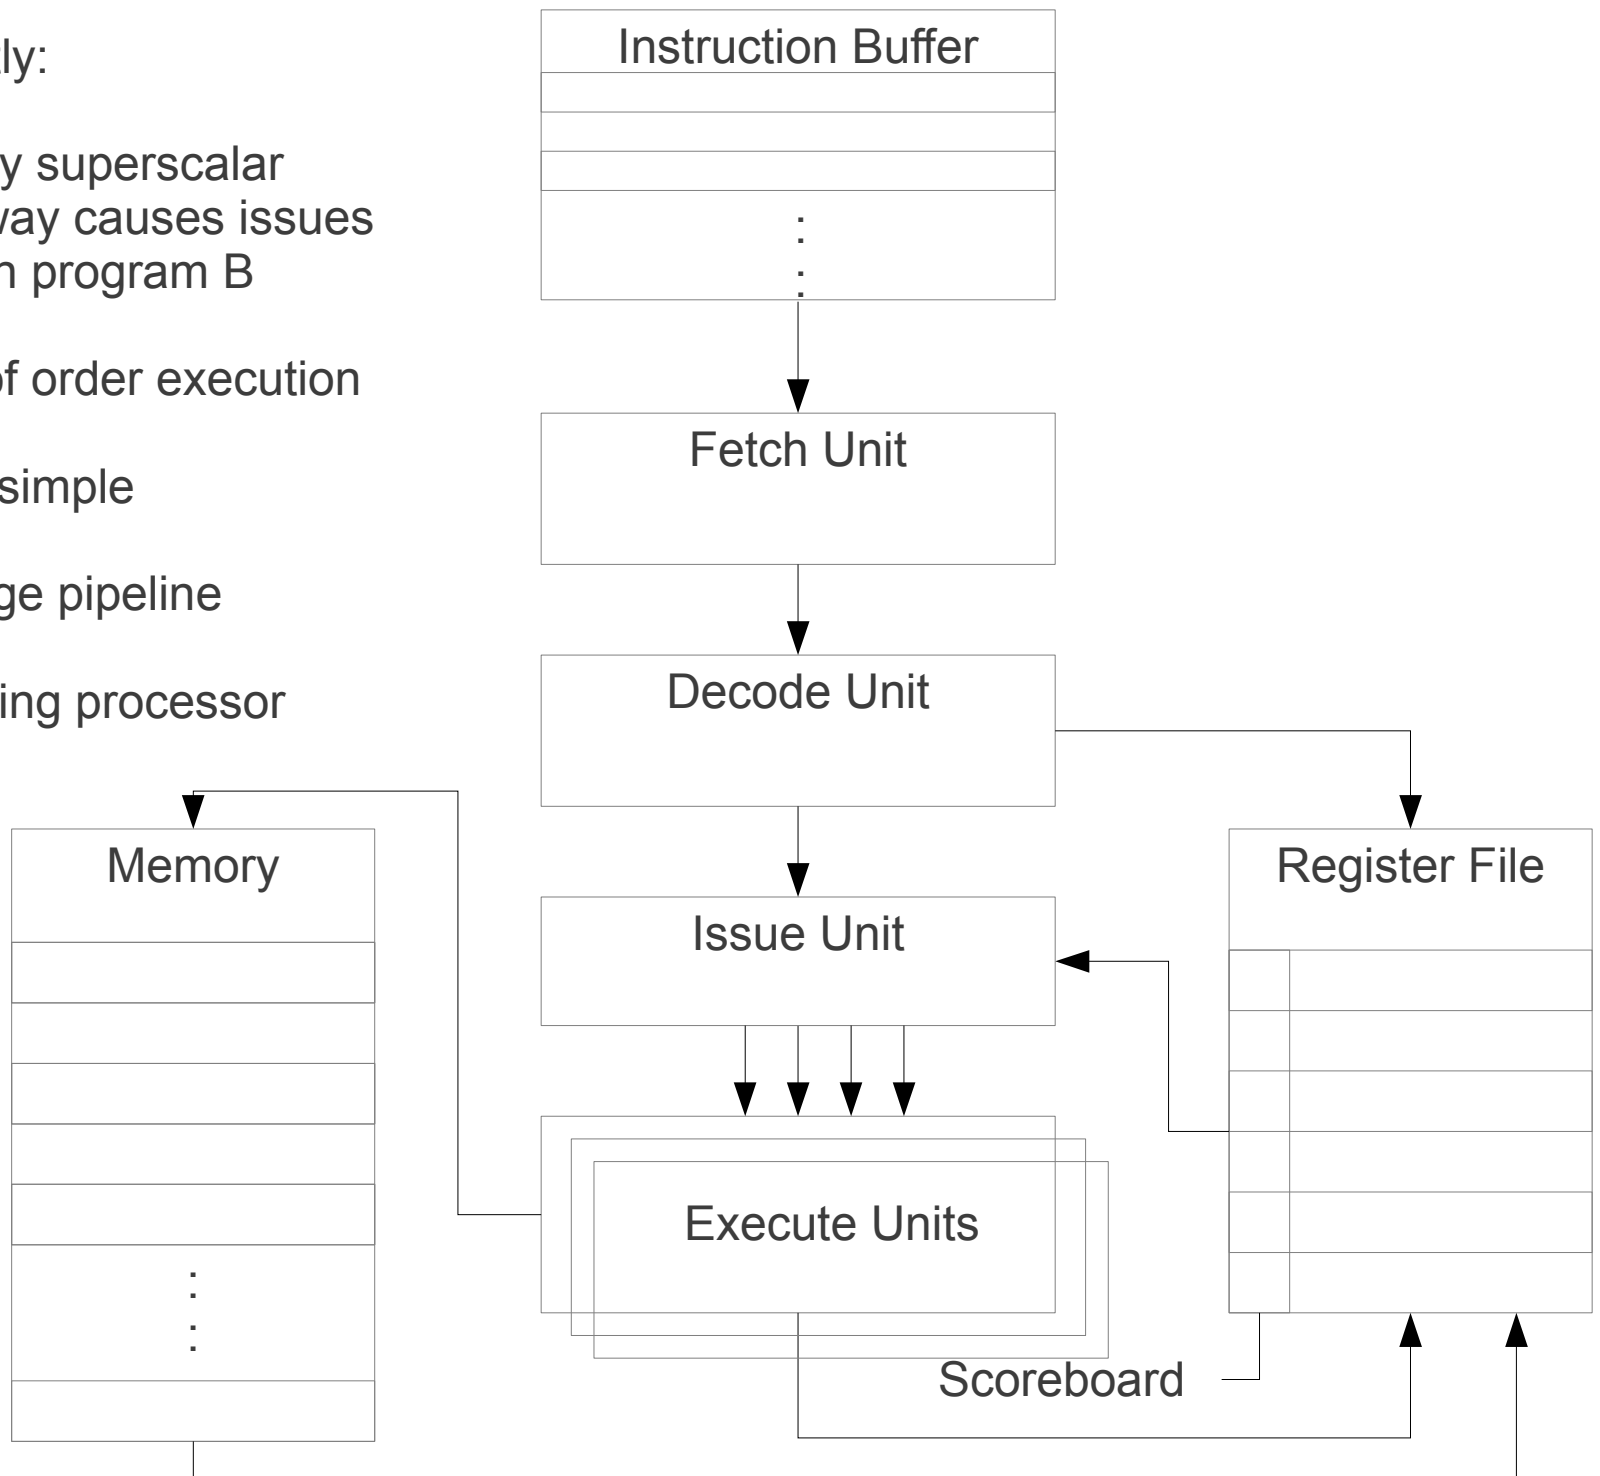 ly:
y superscalar
way causes issues
n program B
of order execution
simple
ge pipeline
ing processor
Instruction Buffer
:
:
Fetch Unit
Decode Unit
Memory
:
:
Issue Unit
Register File
Execute Units
Scoreboard